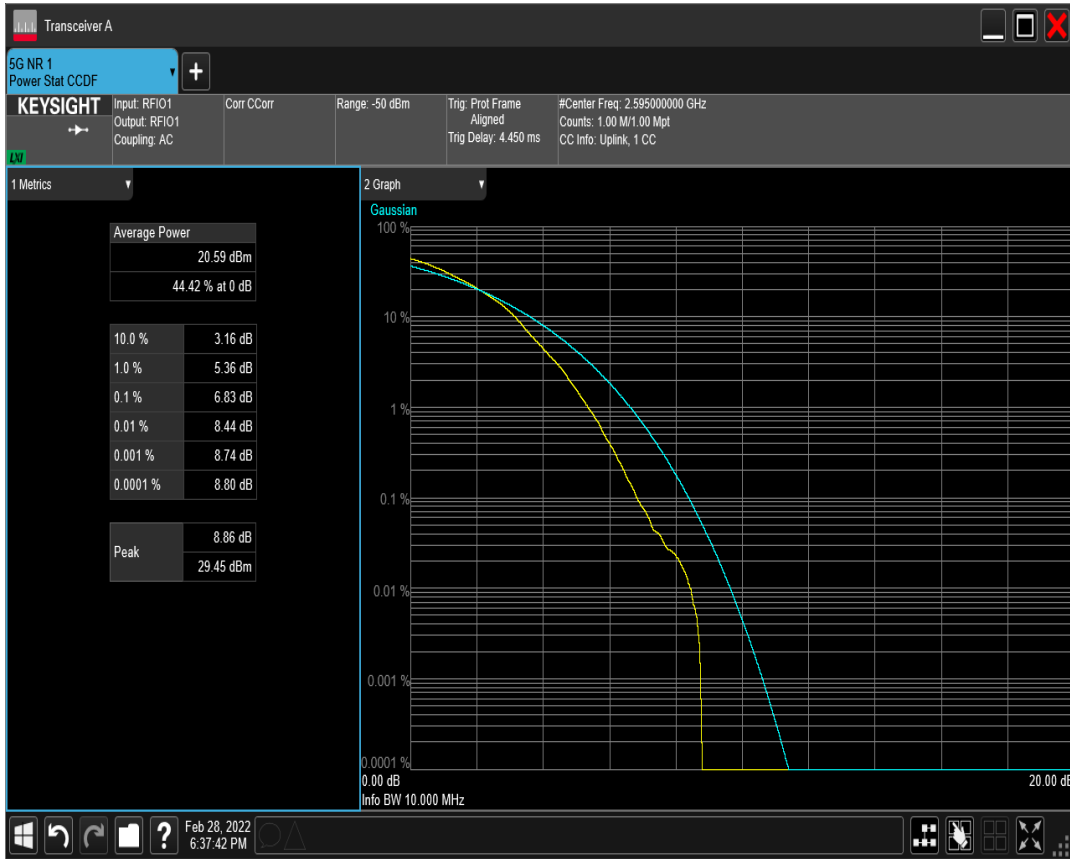 Transceiver A
5G NR 1
Power Stat CCDF
KEYSIGHT
LXI
Input: RFIO1
Output: RFIO1
Coupling: AC
Corr CCorr
Range: -50 dBm
Trig: Prot Frame
Aligned
Trig Delay: 4.450 ms
#Center Freq: 2.595000000 GHz
Counts: 1.00 M/1.00 Mpt
CC Info: Uplink, 1 CC
1 Metrics
Average Power
20.59 dBm
44.42 % at 0 dB
10.0 % 3.16 dB
1.0 % 5.36 dB
0.1 % 6.83 dB
0.01 % 8.44 dB
0.001 % 8.74 dB
0.0001 % 8.80 dB
Peak
8.86 dB
29.45 dBm
2 Graph
Gaussian
100 %
10 %
1 %
0.1 %
0.01 %
0.001 %
0.0001 %
0.00 dB 20.00 dB
Info BW 10.000 MHz
?
Feb 28, 2022
6:37:42 PM